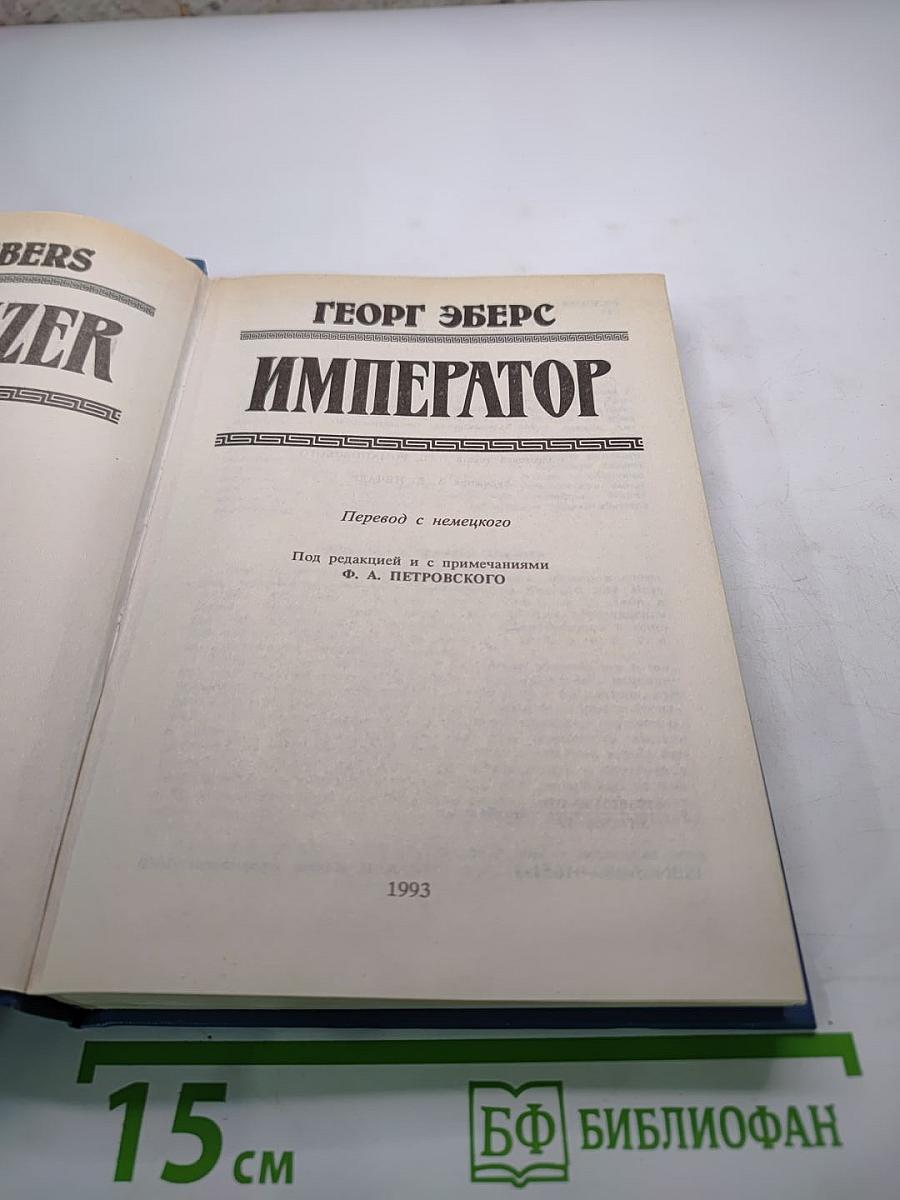 BERS
ZER
ГЕОРГ ЭБЕРС
ИМПЕРАТОР
Перевод с немецкого
Под редакцией и с примечаниями
Ф. А. ПЕТРОВСКОГО
1993
15 см
БФ БИБЛИОФАН